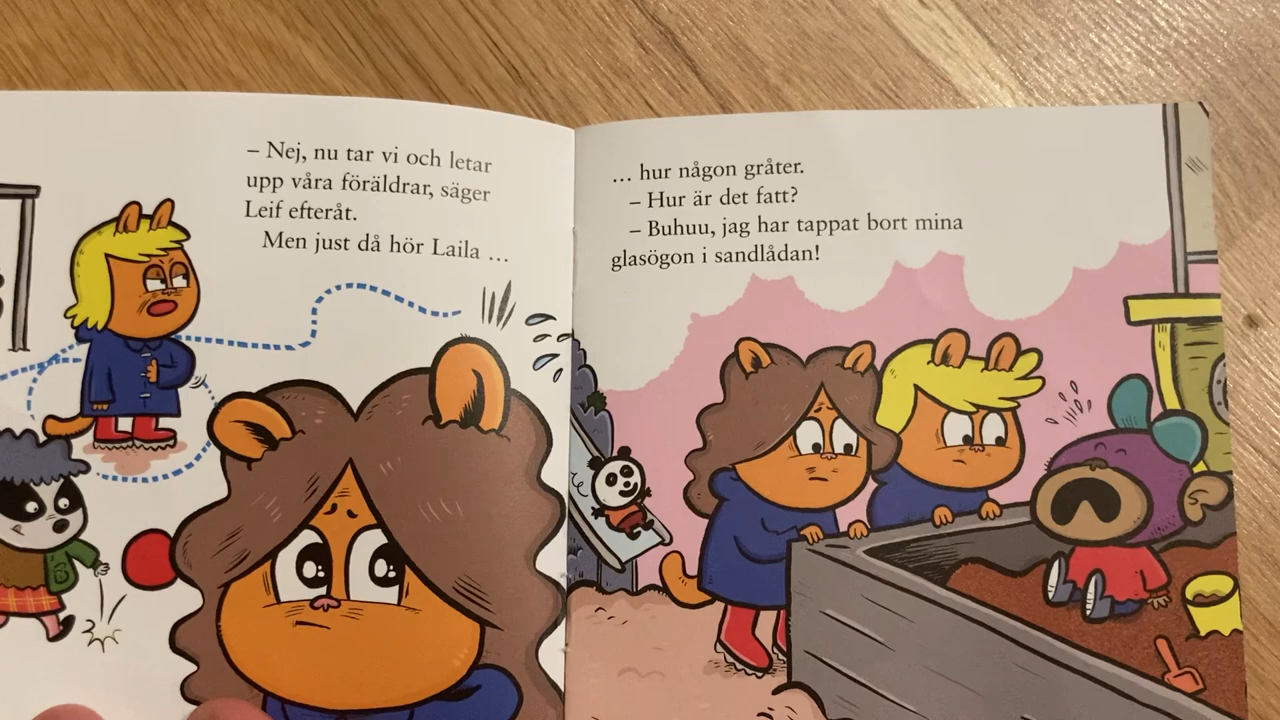 – Nej, nu tar vi och letar
upp våra föräldrar, säger
Leif efteråt.
Men just då hör Laila ...
... hur någon gråter.
– Hur är det fatt?
– Buhuu, jag har tappat bort mina
glasögon i sandlådan!